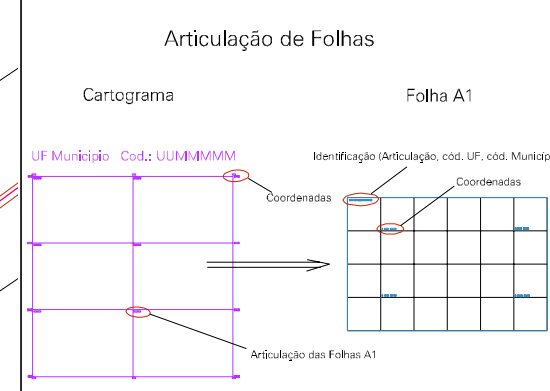 Articulação de Folhas
Cartograma
Folha A1
UF Municipio Cod.: UUMMMMM
Identificação (Articulação, cód. UF, cód. Municíp
Coordenadas
Coordenadas
Articulação das Folhas A1